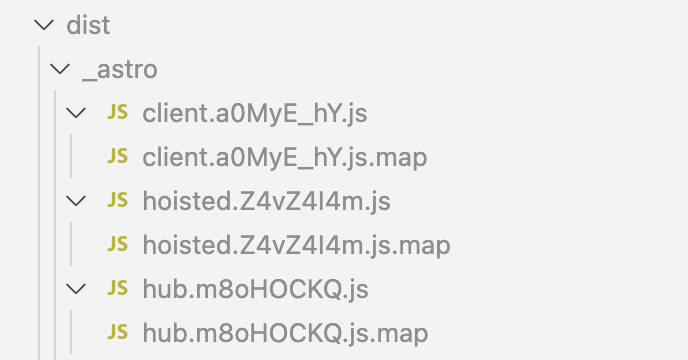 dist
_astro
JS client.a0MyE_hY.js
JS client.a0MyE_hY.js.map
JS hoisted.Z4vZ4I4m.js
JS hoisted.Z4vZ4I4m.js.map
JS hub.m8oHOCKQ.js
JS hub.m8oHOCKQ.js.map